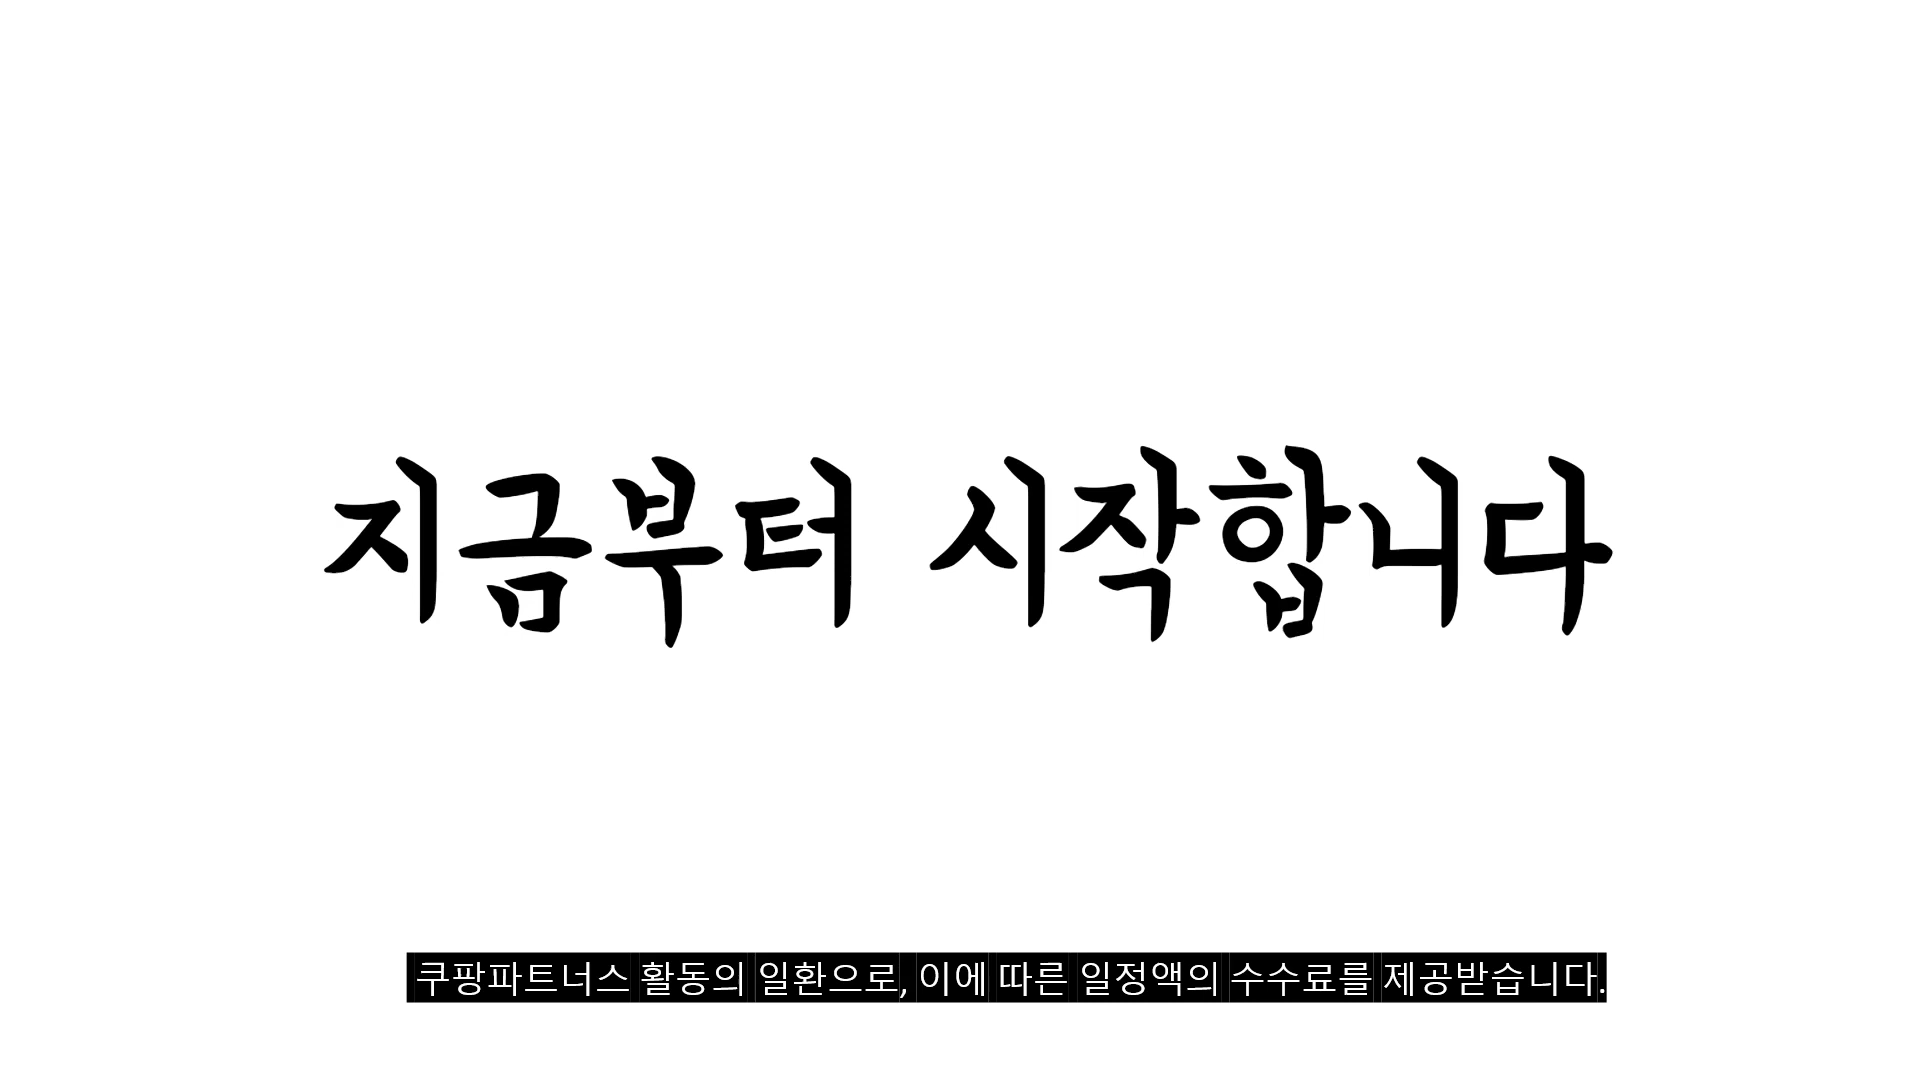 지금부터 시작합니다
쿠팡파트너스 활동의 일환으로, 이에 따른 일정액의 수수료를 제공받습니다.